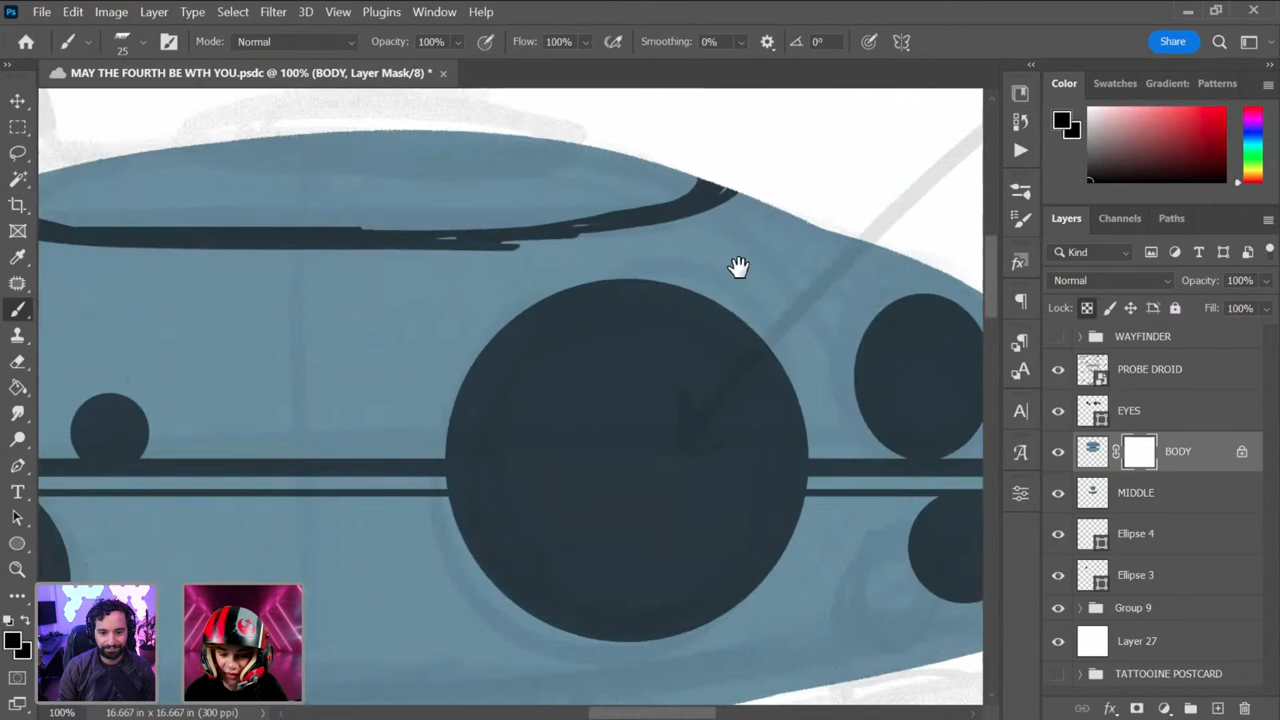 Ps File Edit Image Layer Type Select Filter 3D View Plugins Window Help
25 Mode: Normal Opacity: 100% Flow: 100% Smoothing: 0% 0° Share
MAY THE FOURTH BE WTH YOU.psdc @ 100% (BODY, Layer Mask/8) *
Color Swatches Gradient: Patterns
Layers Channels Paths
Kind
Normal Opacity: 100%
Lock: Fill: 100%
WAYFINDER
PROBE DROID
EYES
BODY
MIDDLE
Ellipse 4
Ellipse 3
Group 9
Layer 27
TATTOOINE POSTCARD
100% 16.667 in x 16.667 in (300 ppi)